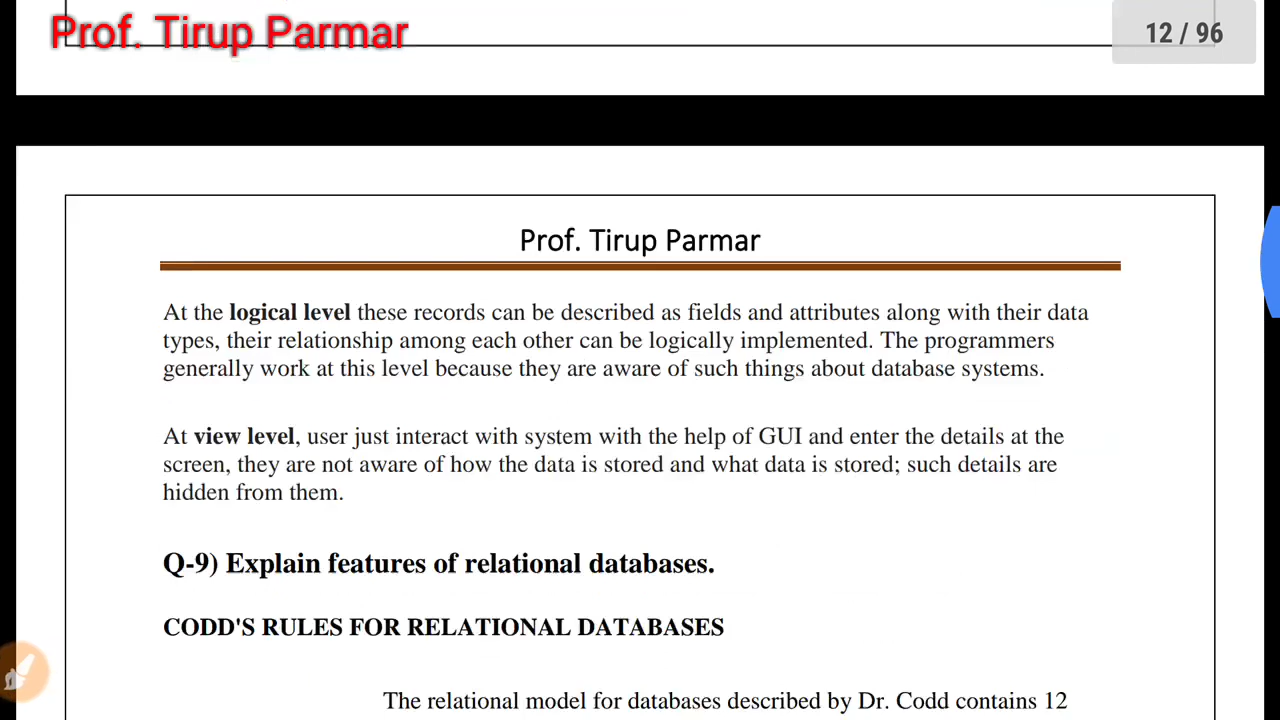 Prof. Tirup Parmar
12 / 96
Prof. Tirup Parmar
At the logical level these records can be described as fields and attributes along with their data
types, their relationship among each other can be logically implemented. The programmers
generally work at this level because they are aware of such things about database systems.
At view level, user just interact with system with the help of GUI and enter the details at the
screen, they are not aware of how the data is stored and what data is stored; such details are
hidden from them.
Q-9) Explain features of relational databases.
CODD'S RULES FOR RELATIONAL DATABASES
The relational model for databases described by Dr. Codd contains 12